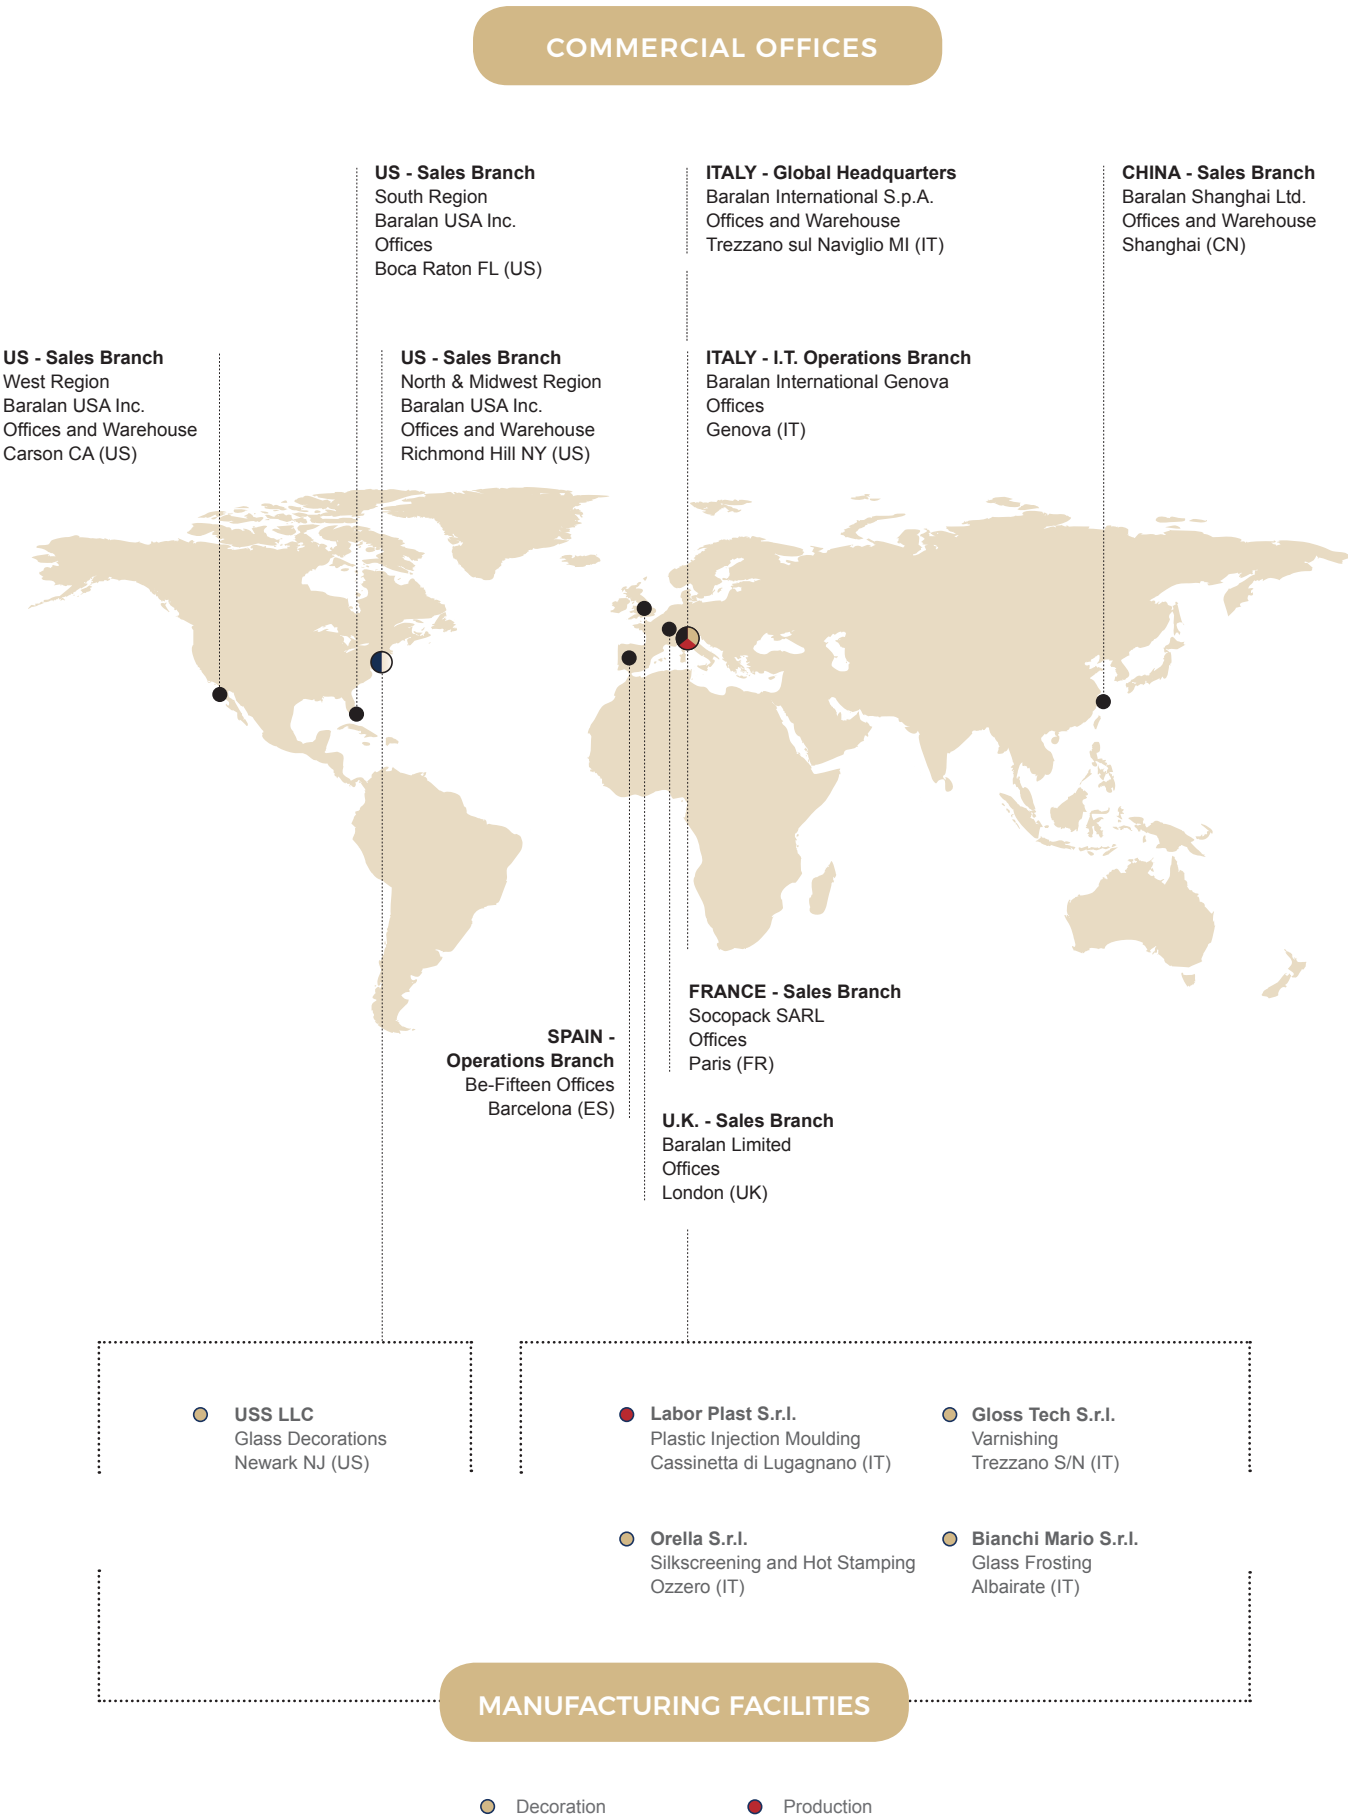 COMMERCIAL OFFICES
US - Sales Branch
South Region
Baralan USA Inc.
Offices
Boca Raton FL (US)
ITALY - Global Headquarters
Baralan International S.p.A.
Offices and Warehouse
Trezzano sul Naviglio MI (IT)
CHINA - Sales Branch
Baralan Shanghai Ltd.
Offices and Warehouse
Shanghai (CN)
US - Sales Branch
West Region
Baralan USA Inc.
Offices and Warehouse
Carson CA (US)
US - Sales Branch
North & Midwest Region
Baralan USA Inc.
Offices and Warehouse
Richmond Hill NY (US)
ITALY - I.T. Operations Branch
Baralan International Genova
Offices
Genova (IT)
FRANCE - Sales Branch
Socopack SARL
Offices
Paris (FR)
SPAIN -
Operations Branch
Be-Fifteen Offices
Barcelona (ES)
U.K. - Sales Branch
Baralan Limited
Offices
London (UK)
USS LLC
Glass Decorations
Newark NJ (US)
Labor Plast S.r.l.
Plastic Injection Moulding
Cassinetta di Lugagnano (IT)
Gloss Tech S.r.l.
Varnishing
Trezzano S/N (IT)
Orella S.r.l.
Silkscreening and Hot Stamping
Ozzero (IT)
Bianchi Mario S.r.l.
Glass Frosting
Albairate (IT)
MANUFACTURING FACILITIES
Decoration
Production